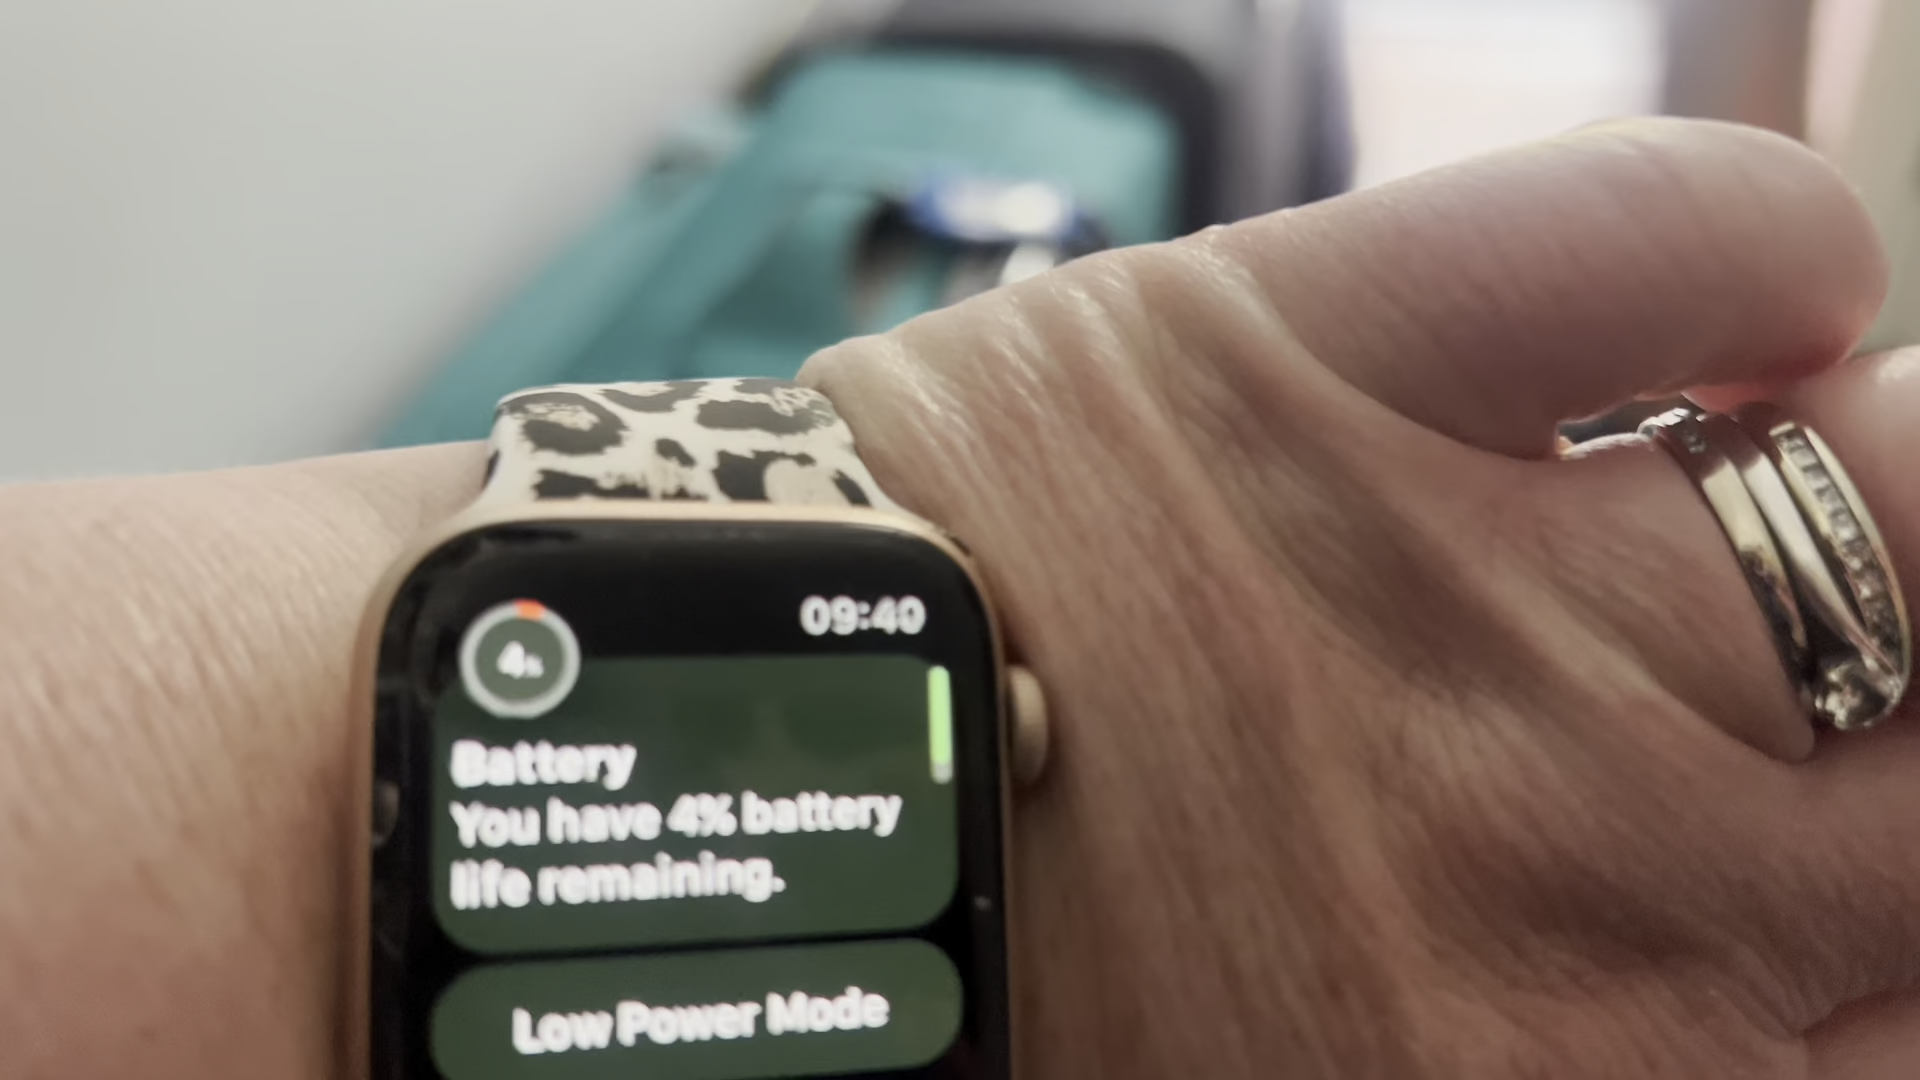 09:40
4%
Battery
You have 4% battery
life remaining.
Low Power Mode